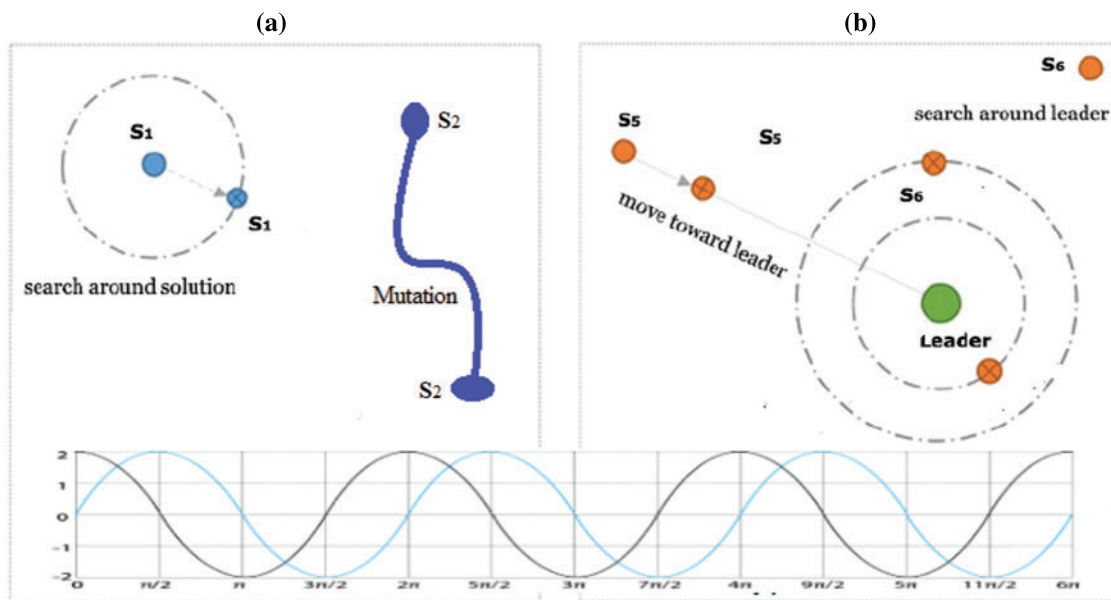 (a)
(b)
S1
S1
search around solution
S2
Mutation
S2
S5
S5
move toward leader
S6
search around leader
S6
Leader
2
1
0
-1
-2
0 π/2 π 3π/2 2π 5π/2 3π 7π/2 4π 9π/2 5π 11π/2 6π